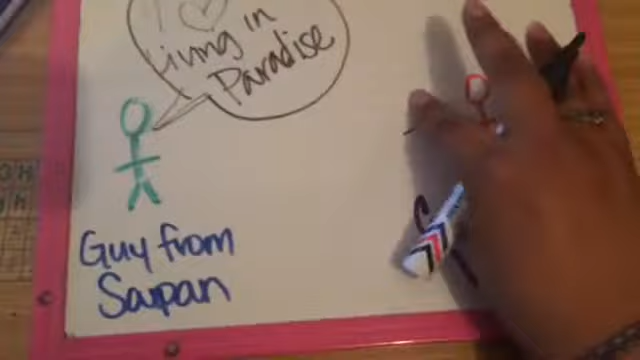 I ♡
Living in
Paradise
Guy from
Saipan